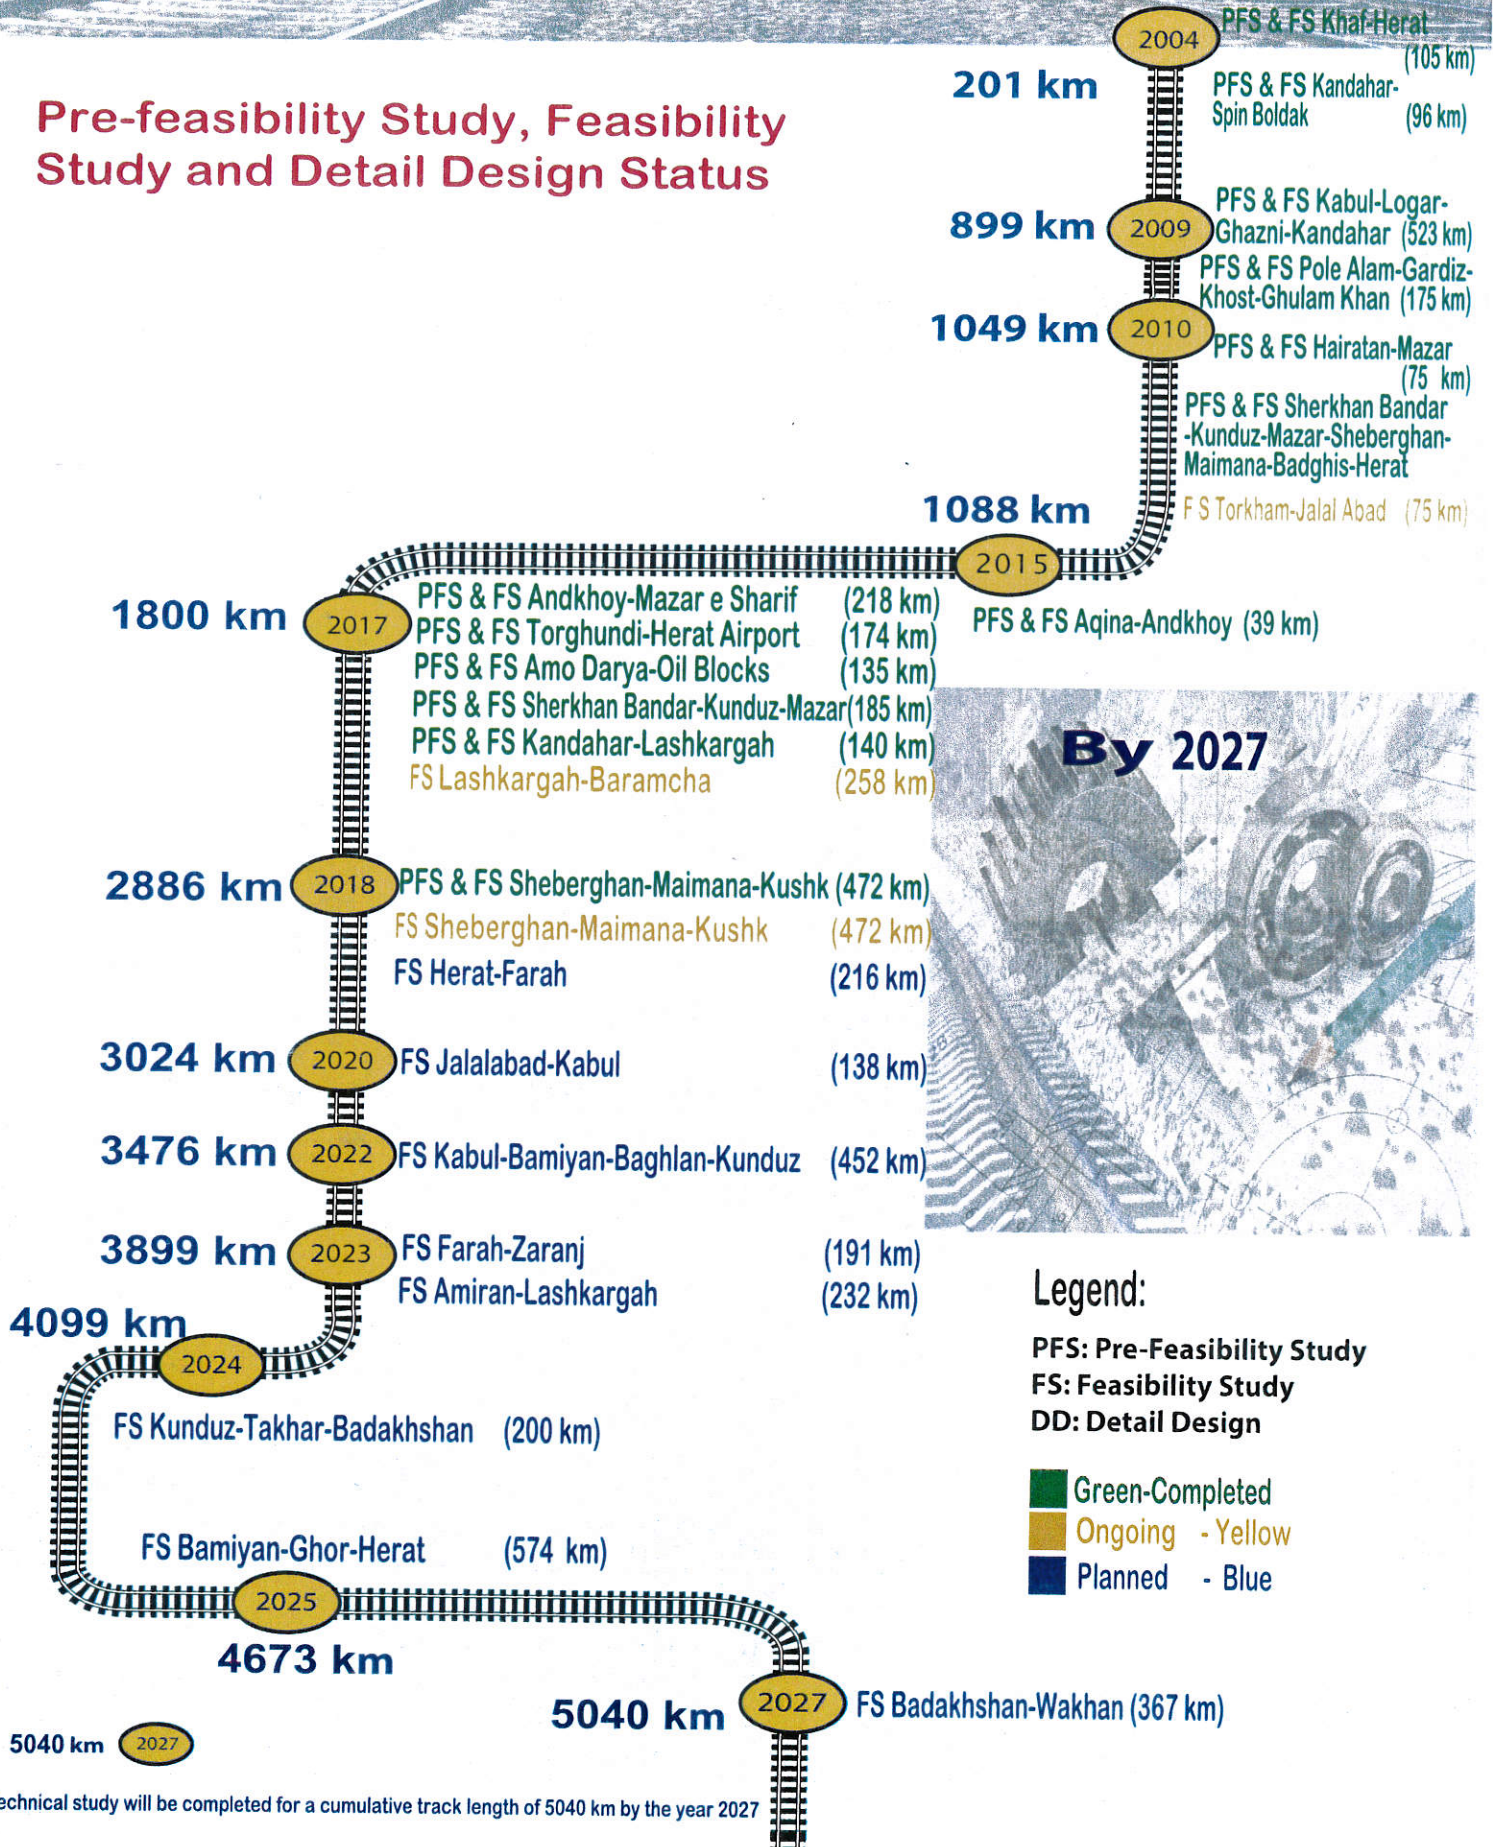 PFS & FS Khaf-Herat
(105 km)
2004
201 km
PFS & FS Kandahar-
Spin Boldak (96 km)
Pre-feasibility Study, Feasibility
Study and Detail Design Status
899 km
2009
PFS & FS Kabul-Logar-
Ghazni-Kandahar (523 km)
PFS & FS Pole Alam-Gardiz-
Khost-Ghulam Khan (175 km)
1049 km
2010
PFS & FS Hairatan-Mazar
(75 km)
PFS & FS Sherkhan Bandar
-Kunduz-Mazar-Sheberghan-
Maimana-Badghis-Herat
F S Torkham-Jalal Abad (75 km)
1088 km
2015
PFS & FS Aqina-Andkhoy (39 km)
1800 km
2017
PFS & FS Andkhoy-Mazar e Sharif (218 km)
PFS & FS Torghundi-Herat Airport (174 km)
PFS & FS Amo Darya-Oil Blocks (135 km)
PFS & FS Sherkhan Bandar-Kunduz-Mazar(185 km)
PFS & FS Kandahar-Lashkargah (140 km)
FS Lashkargah-Baramcha (258 km)
By 2027
2886 km
2018
PFS & FS Sheberghan-Maimana-Kushk (472 km)
FS Sheberghan-Maimana-Kushk (472 km)
FS Herat-Farah (216 km)
3024 km
2020
FS Jalalabad-Kabul (138 km)
3476 km
2022
FS Kabul-Bamiyan-Baghlan-Kunduz (452 km)
3899 km
2023
FS Farah-Zaranj (191 km)
FS Amiran-Lashkargah (232 km)
4099 km
2024
FS Kunduz-Takhar-Badakhshan (200 km)
FS Bamiyan-Ghor-Herat (574 km)
2025
4673 km
5040 km
2027
FS Badakhshan-Wakhan (367 km)
Legend:
PFS: Pre-Feasibility Study
FS: Feasibility Study
DD: Detail Design
Green-Completed
Ongoing - Yellow
Planned - Blue
5040 km
2027
echnical study will be completed for a cumulative track length of 5040 km by the year 2027